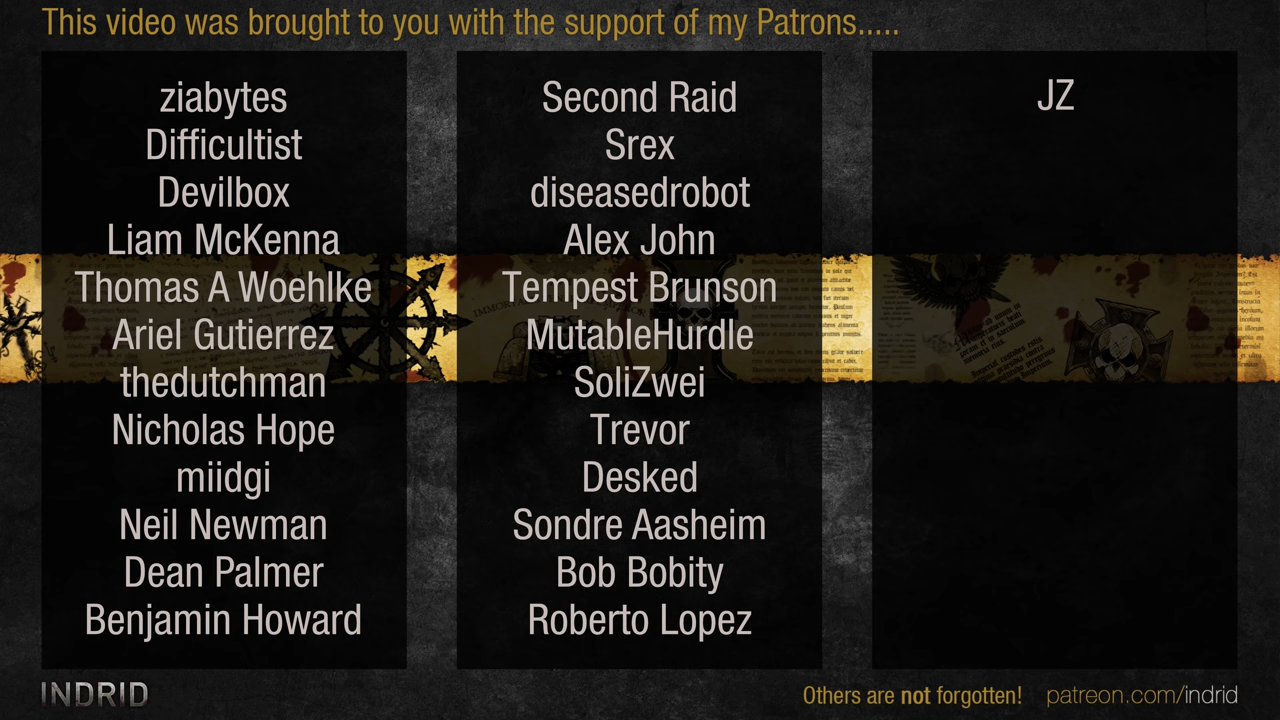 This video was brought to you with the support of my Patrons.....
ziabytes
Difficultist
Devilbox
Liam McKenna
Thomas A Woehlke
Ariel Gutierrez
thedutchman
Nicholas Hope
miidgi
Neil Newman
Dean Palmer
Benjamin Howard
Second Raid
Srex
diseasedrobot
Alex John
Tempest Brunson
MutableHurdle
SoliZwei
Trevor
Desked
Sondre Aasheim
Bob Bobity
Roberto Lopez
JZ
INDRID
Others are not forgotten!
patreon.com/indrid